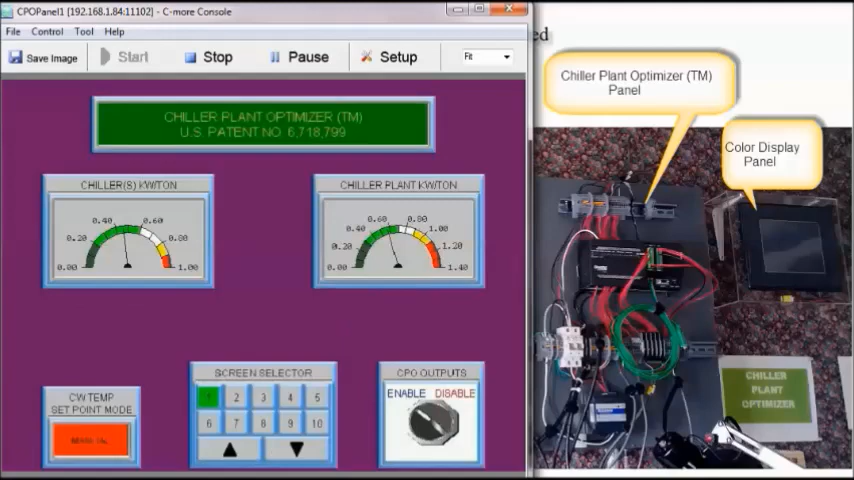 CPOPanel1 [192.168.1.84:11102] - C-more Console
File Control Tool Help
Save Image Start Stop Pause Setup Fit
ed
Chiller Plant Optimizer (TM)
Panel
Color Display
Panel
CHILLER PLANT OPTIMIZER (TM)
U.S. PATENT NO. 6,718,799
CHILLER(S) KW/TON
0.00 0.20 0.40 0.60 0.80 1.00
CHILLER PLANT KW/TON
0.00 0.20 0.40 0.60 0.80 1.00 1.20 1.40
CW TEMP
SET POINT MODE
SCREEN SELECTOR
1 2 3 4 5
6 7 8 9 10
CPO OUTPUTS
ENABLE DISABLE
CHILLER
PLANT
OPTIMIZER